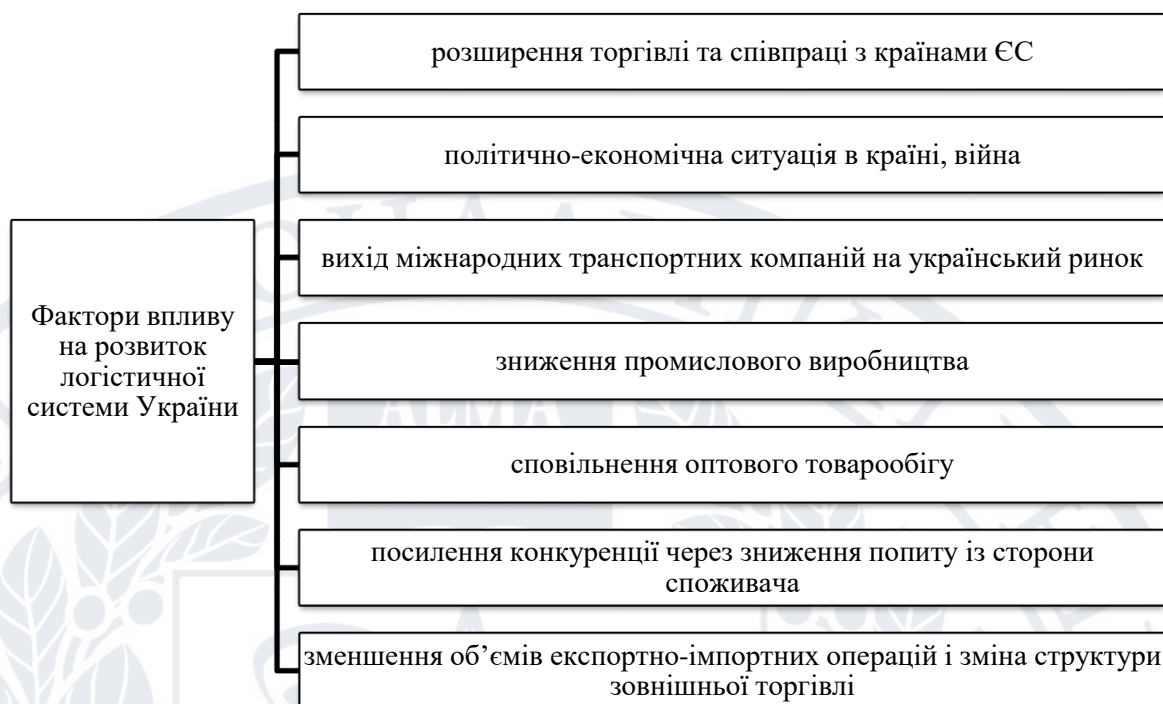 розширення торгівлі та співпраці з країнами ЄС
політично-економічна ситуація в країні, війна
вихід міжнародних транспортних компаній на український ринок
Фактори впливу
на розвиток
логістичної
системи України
зниження промислового виробництва
сповільнення оптового товарообігу
посилення конкуренції через зниження попиту із сторони
споживача
зменшення об’ємів експортно-імпортних операцій і зміна структури
зовнішньої торгівлі